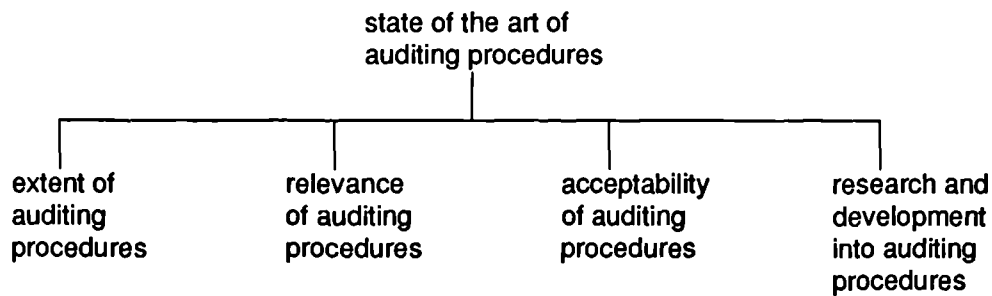 state of the art of
auditing procedures
extent of
auditing
procedures
relevance
of auditing
procedures
acceptability
of auditing
procedures
research and
development
into auditing
procedures